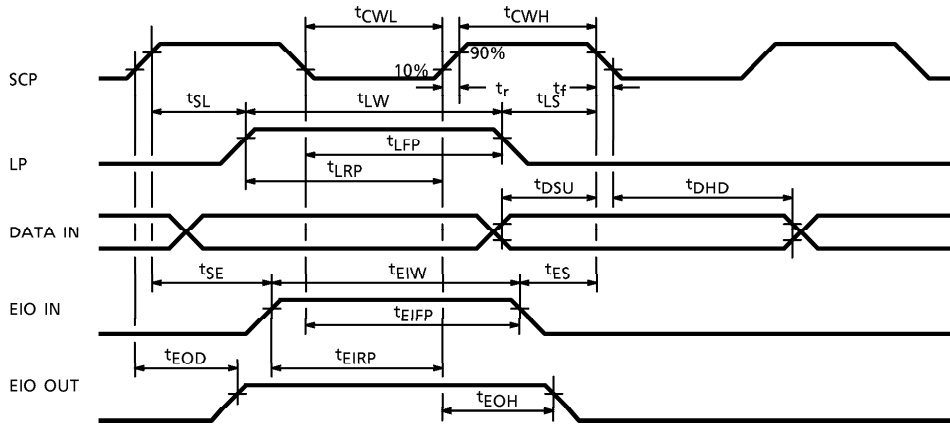 tCWL tCWH
SCP 10% 90%
tSL tLW tr tf tLS
LP tLFP
tLRP
tDSU tDHD
DATA IN
tSE tEIW tES
EIO IN tEIFP
tEOD tEIRP
EIO OUT tEOH